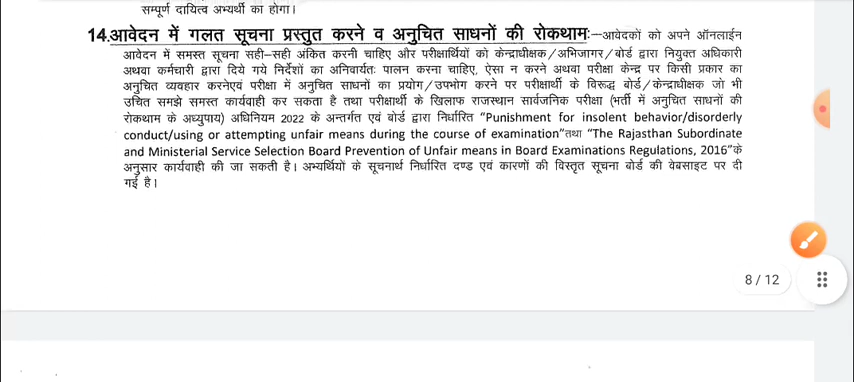 सम्पूर्ण दायित्व अभ्यर्थी का होगा।
14.आवेदन में गलत सूचना प्रस्तुत करने व अनुचित साधनों की रोकथामः—आवेदकों को अपने ऑनलाईन
आवेदन में समस्त सूचना सही–सही अंकित करनी चाहिए और परीक्षार्थियों को केन्द्राधीक्षक/अभिजागर/बोर्ड द्वारा नियुक्त अधिकारी
अथवा कर्मचारी द्वारा दिये गये निर्देशों का अनिवार्यतः पालन करना चाहिए, ऐसा न करने अथवा परीक्षा केन्द्र पर किसी प्रकार का
अनुचित व्यवहार करनेएवं परीक्षा में अनुचित साधनों का प्रयोग/उपभोग करने पर परीक्षार्थी के विरूद्ध बोर्ड/केन्द्राधीक्षक जो भी
उचित समझे समस्त कार्यवाही कर सकता है तथा परीक्षार्थी के खिलाफ राजस्थान सार्वजनिक परीक्षा (भर्ती में अनुचित साधनों की
रोकथाम के अध्युपाय) अधिनियम 2022 के अन्तर्गत एवं बोर्ड द्वारा निर्धारित "Punishment for insolent behavior/disorderly
conduct/using or attempting unfair means during the course of examination"तथा "The Rajasthan Subordinate
and Ministerial Service Selection Board Prevention of Unfair means in Board Examinations Regulations, 2016"के
अनुसार कार्यवाही की जा सकती है। अभ्यर्थियों के सूचनार्थ निर्धारित दण्ड एवं कारणों की विस्तृत सूचना बोर्ड की वेबसाइट पर दी
गई है।
8 / 12